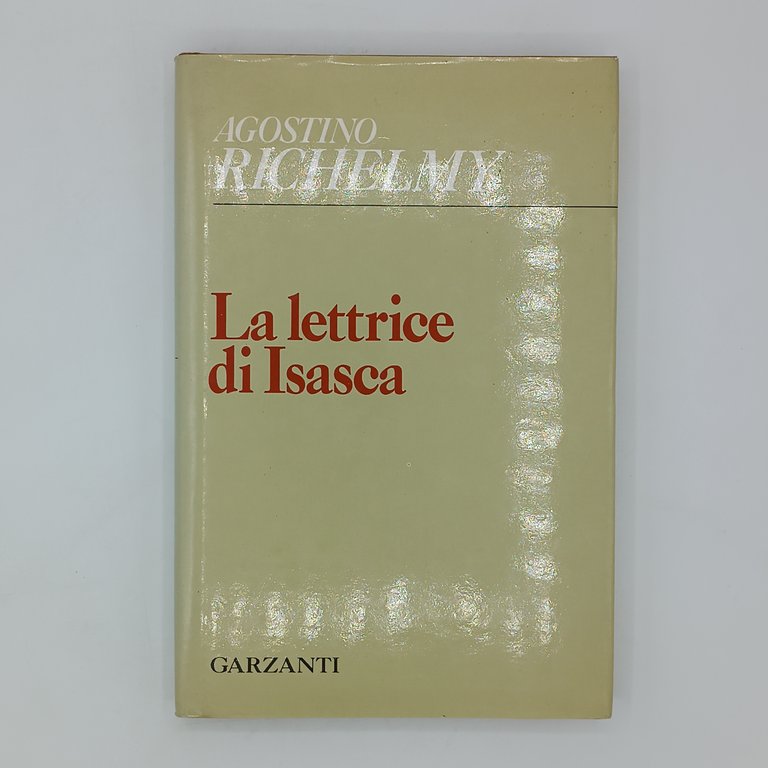 AGOSTINO
RICHELMY
La lettrice
di Isasca
GARZANTI